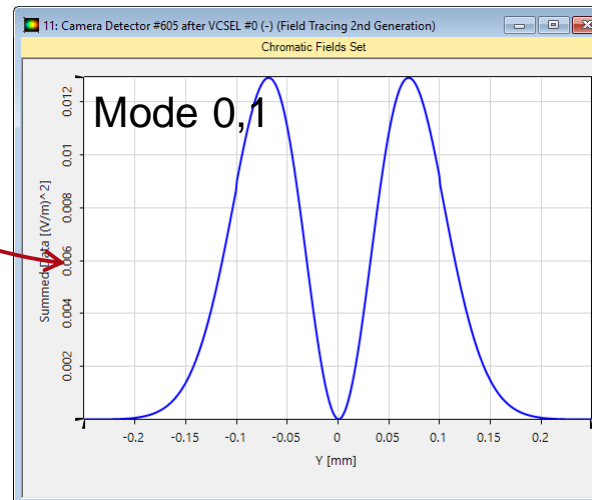 11: Camera Detector #605 after VCSEL #0 (-) (Field Tracing 2nd Generation)
Chromatic Fields Set
Mode 0,1
Summed Data [(V/m)^2]
0.012
0.01
0.008
0.006
0.004
0.002
-0.2 -0.15 -0.1 -0.05 0 0.05 0.1 0.15 0.2
Y [mm]